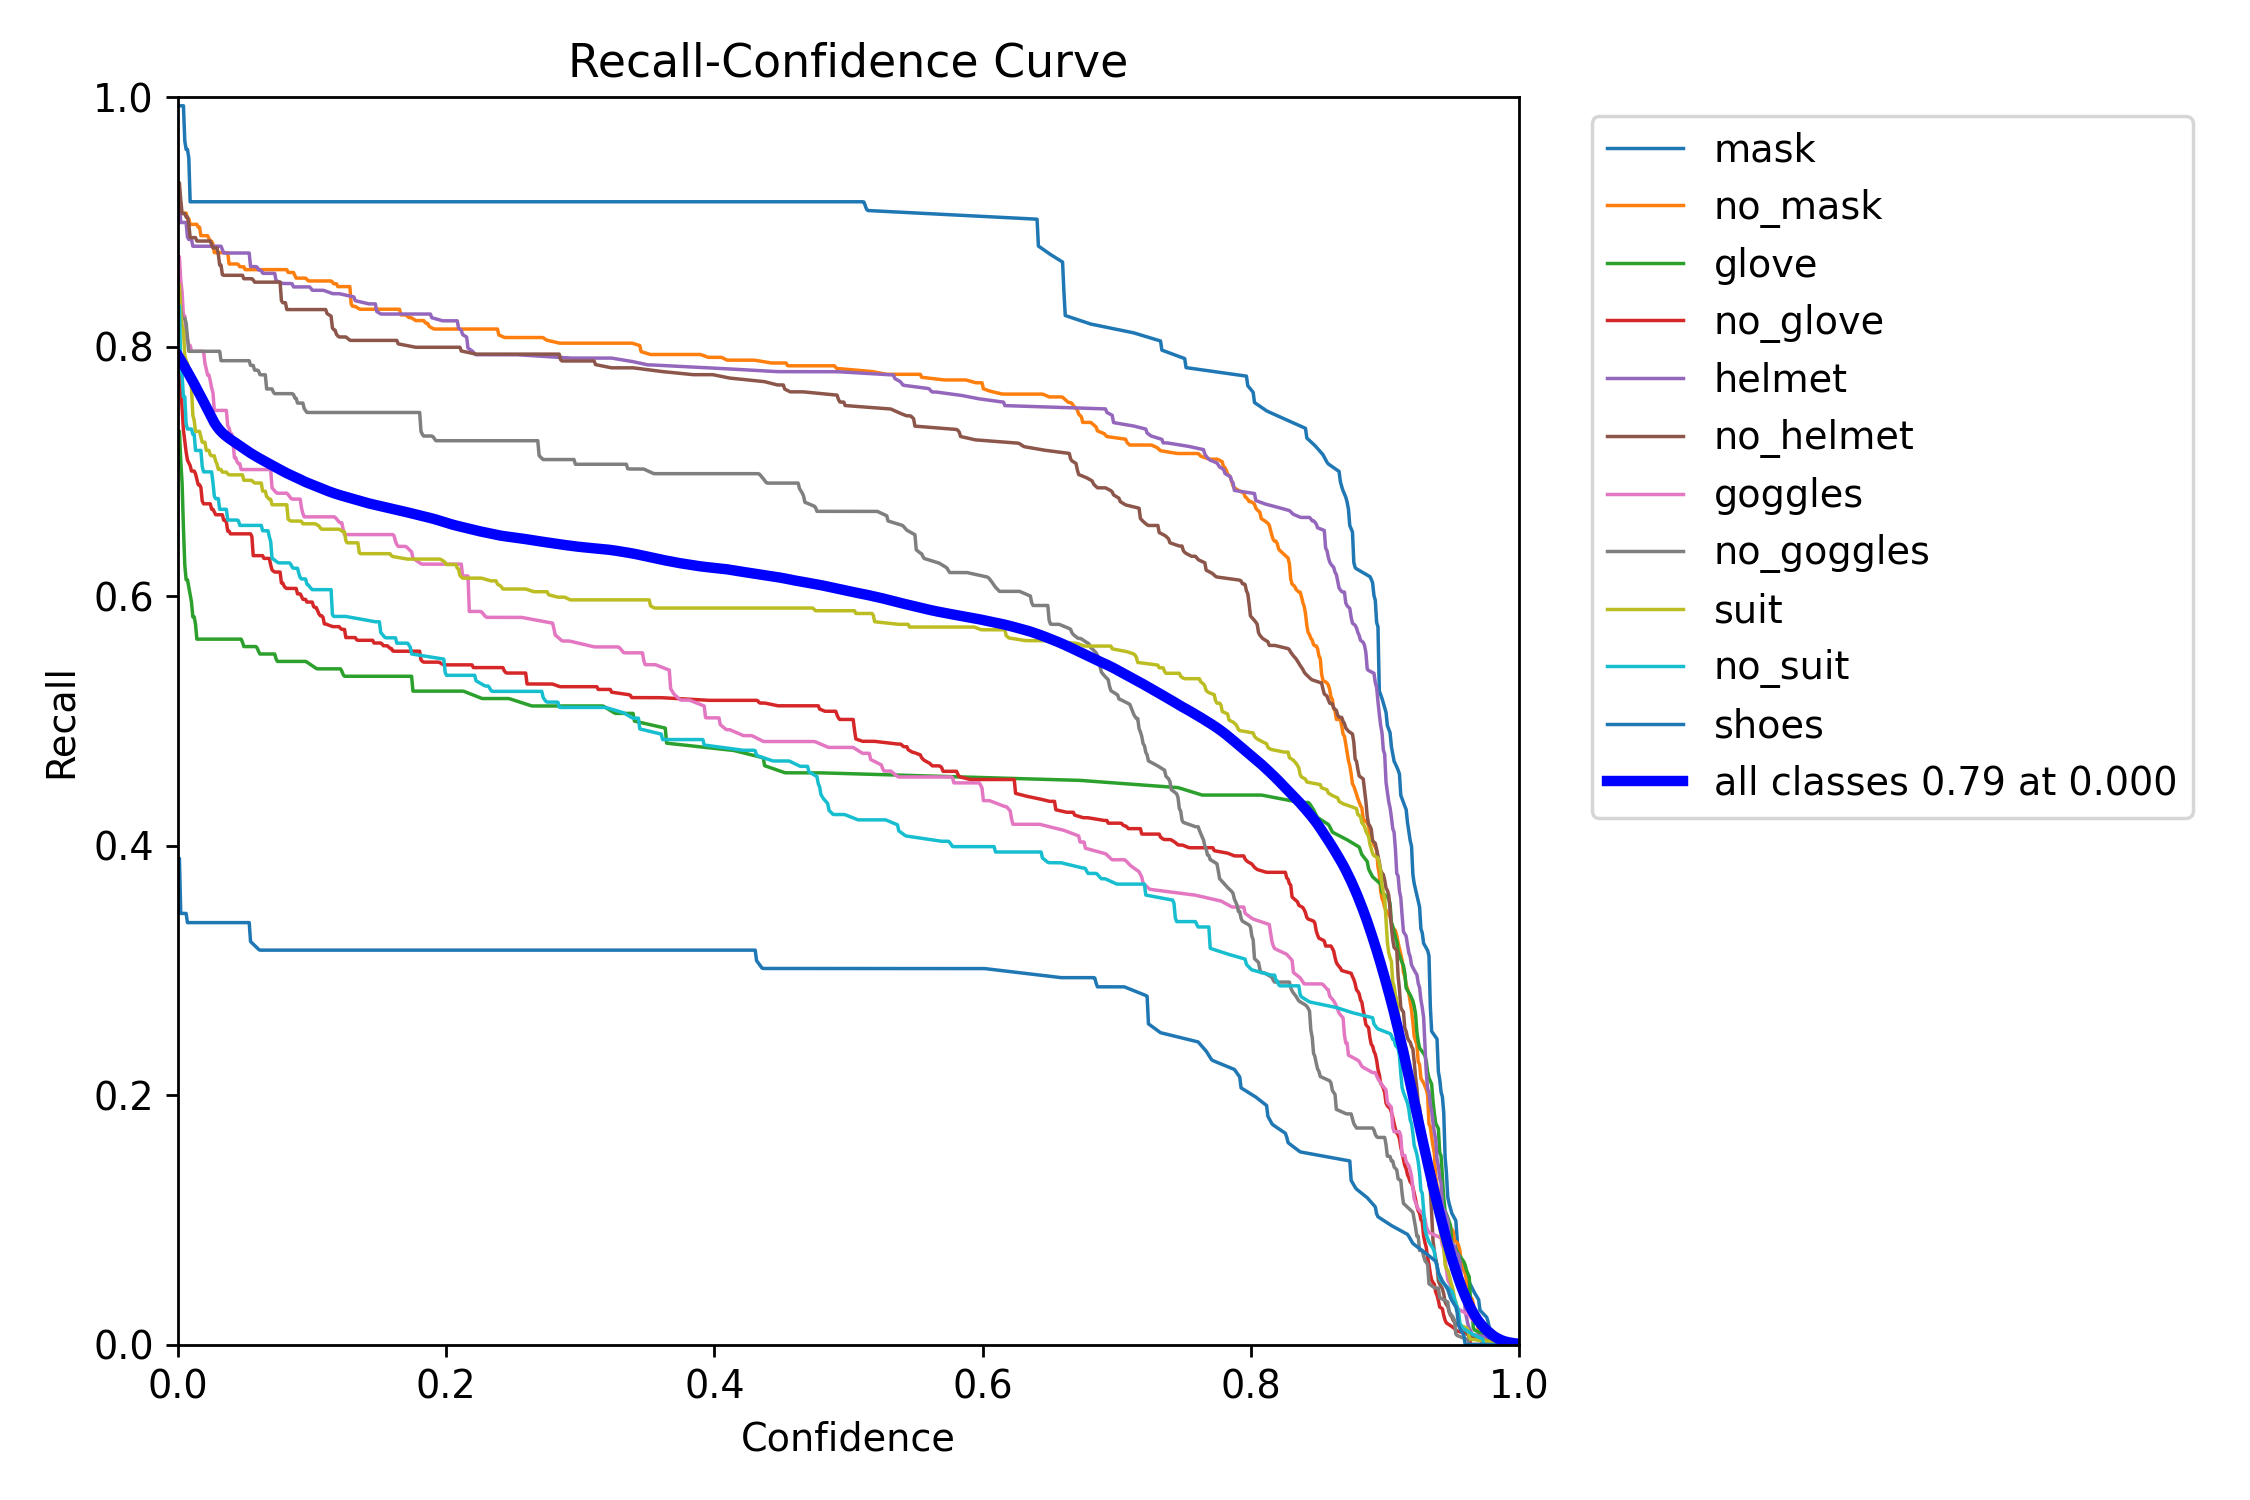 Recall-Confidence Curve
1.0
0.8
0.6
0.4
0.2
0.0
Recall
0.0 0.2 0.4 0.6 0.8 1.0
Confidence
mask
no_mask
glove
no_glove
helmet
no_helmet
goggles
no_goggles
suit
no_suit
shoes
all classes 0.79 at 0.000